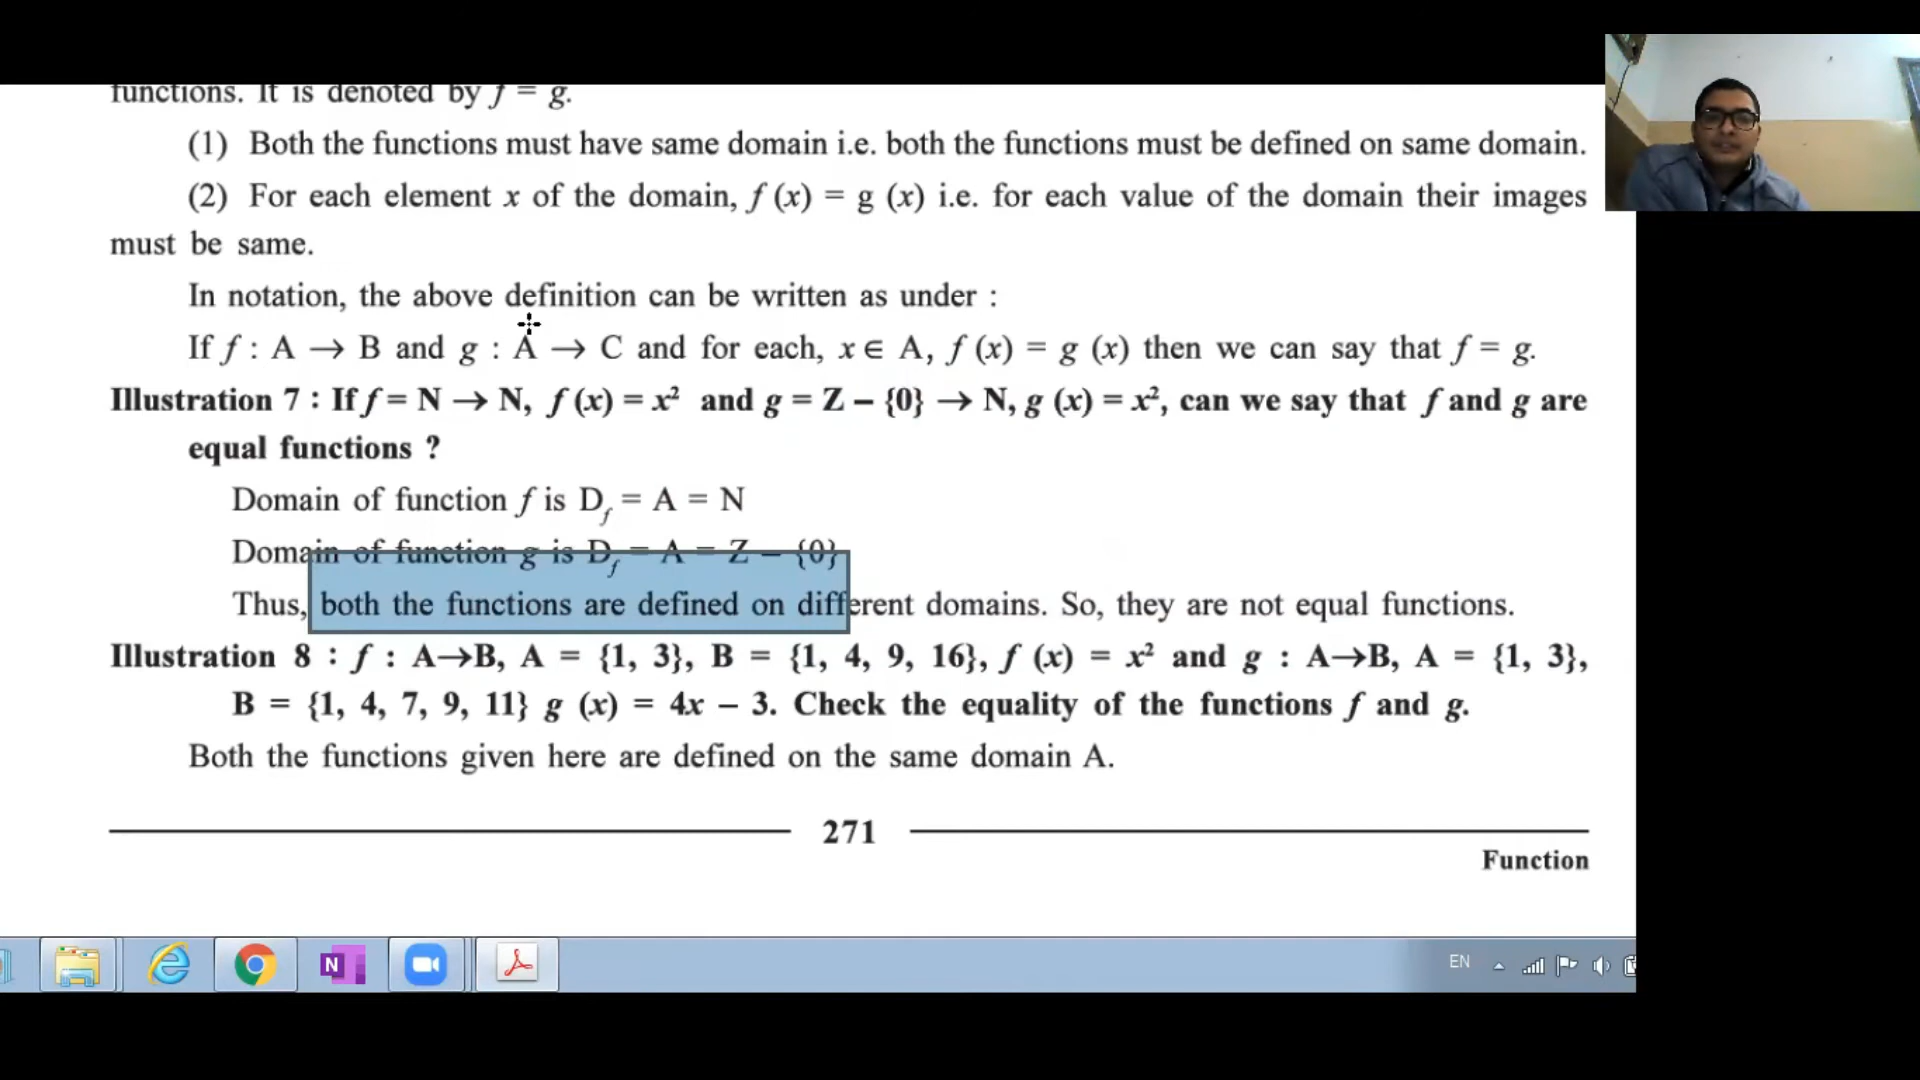 functions. It is denoted by f = g.
(1) Both the functions must have same domain i.e. both the functions must be defined on same domain.
(2) For each element x of the domain, f (x) = g (x) i.e. for each value of the domain their images
must be same.
In notation, the above definition can be written as under :
If f : A → B and g : A → C and for each, x ∈ A, f (x) = g (x) then we can say that f = g.
Illustration 7 : If f = N → N, f (x) = x² and g = Z – {0} → N, g (x) = x², can we say that f and g are
equal functions ?
Domain of function f is D_f = A = N
Domain of function g is D_f = A = Z – {0}
Thus, both the functions are defined on different domains. So, they are not equal functions.
Illustration 8 : f : A→B, A = {1, 3}, B = {1, 4, 9, 16}, f (x) = x² and g : A→B, A = {1, 3},
B = {1, 4, 7, 9, 11} g (x) = 4x – 3. Check the equality of the functions f and g.
Both the functions given here are defined on the same domain A.
271
Function
N
EN